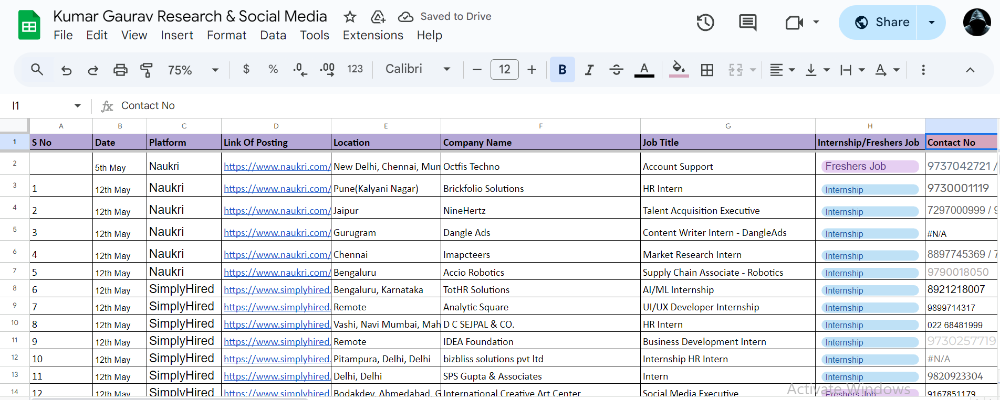 Kumar Gaurav Research & Social Media Saved to Drive
File Edit View Insert Format Data Tools Extensions Help
Share
75% $ % .0 .00 123 Calibri 12 B I A
I1 fx Contact No
A B C D E F G H
1 S No Date Platform Link Of Posting Location Company Name Job Title Internship/Freshers Job Contact No
2 5th May Naukri https://www.naukri.com/ New Delhi, Chennai, Mum Octfis Techno Account Support Freshers Job 9737042721 /
3 1 12th May Naukri https://www.naukri.com/ Pune(Kalyani Nagar) Brickfolio Solutions HR Intern Internship 9730001119
4 2 12th May Naukri https://www.naukri.com/ Jaipur NineHertz Talent Acquisition Executive Internship 7297000999 / 9
5 3 12th May Naukri https://www.naukri.com/ Gurugram Dangle Ads Content Writer Intern - DangleAds Internship #N/A
6 4 12th May Naukri https://www.naukri.com/ Chennai Imapcteers Market Research Intern Internship 8897745369 / 7
7 5 12th May Naukri https://www.naukri.com/ Bengaluru Accio Robotics Supply Chain Associate - Robotics Internship 9790018050
8 6 12th May SimplyHired https://www.simplyhired. Bengaluru, Karnataka TotHR Solutions AI/ML Internship Internship 8921218007
9 7 12th May SimplyHired https://www.simplyhired. Remote Analytic Square UI/UX Developer Internship Internship 9899714317
10 8 12th May SimplyHired https://www.simplyhired. Vashi, Navi Mumbai, Mah D C SEJPAL & CO. HR Intern Internship 022 68481999
11 9 12th May SimplyHired https://www.simplyhired. Remote IDEA Foundation Business Development Intern Internship 9730257719
12 10 12th May SimplyHired https://www.simplyhired. Pitampura, Delhi, Delhi bizbliss solutions pvt ltd Internship HR Intern Internship #N/A
13 11 12th May SimplyHired https://www.simplyhired. Delhi, Delhi SPS Gupta & Associates Intern Internship 9820923304
14 12 12th May SimplyHired https://www.simplyhired. Bodakdev, Ahmedabad, G International Creative Art Center Social Media Executive Freshers Job 9167851179
Activate Windows